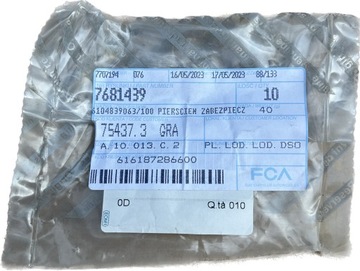 770/194 B76 16/05/2023 17/05/2023 88/133
7681439 10
6104839063/100 PIERSCIEN ZABEZPIECZ 40
75437.3 GRA
A.10.013.C.2 PL.LOD.LOD.DSO
616187286600
FCA
0D Q.tà 010